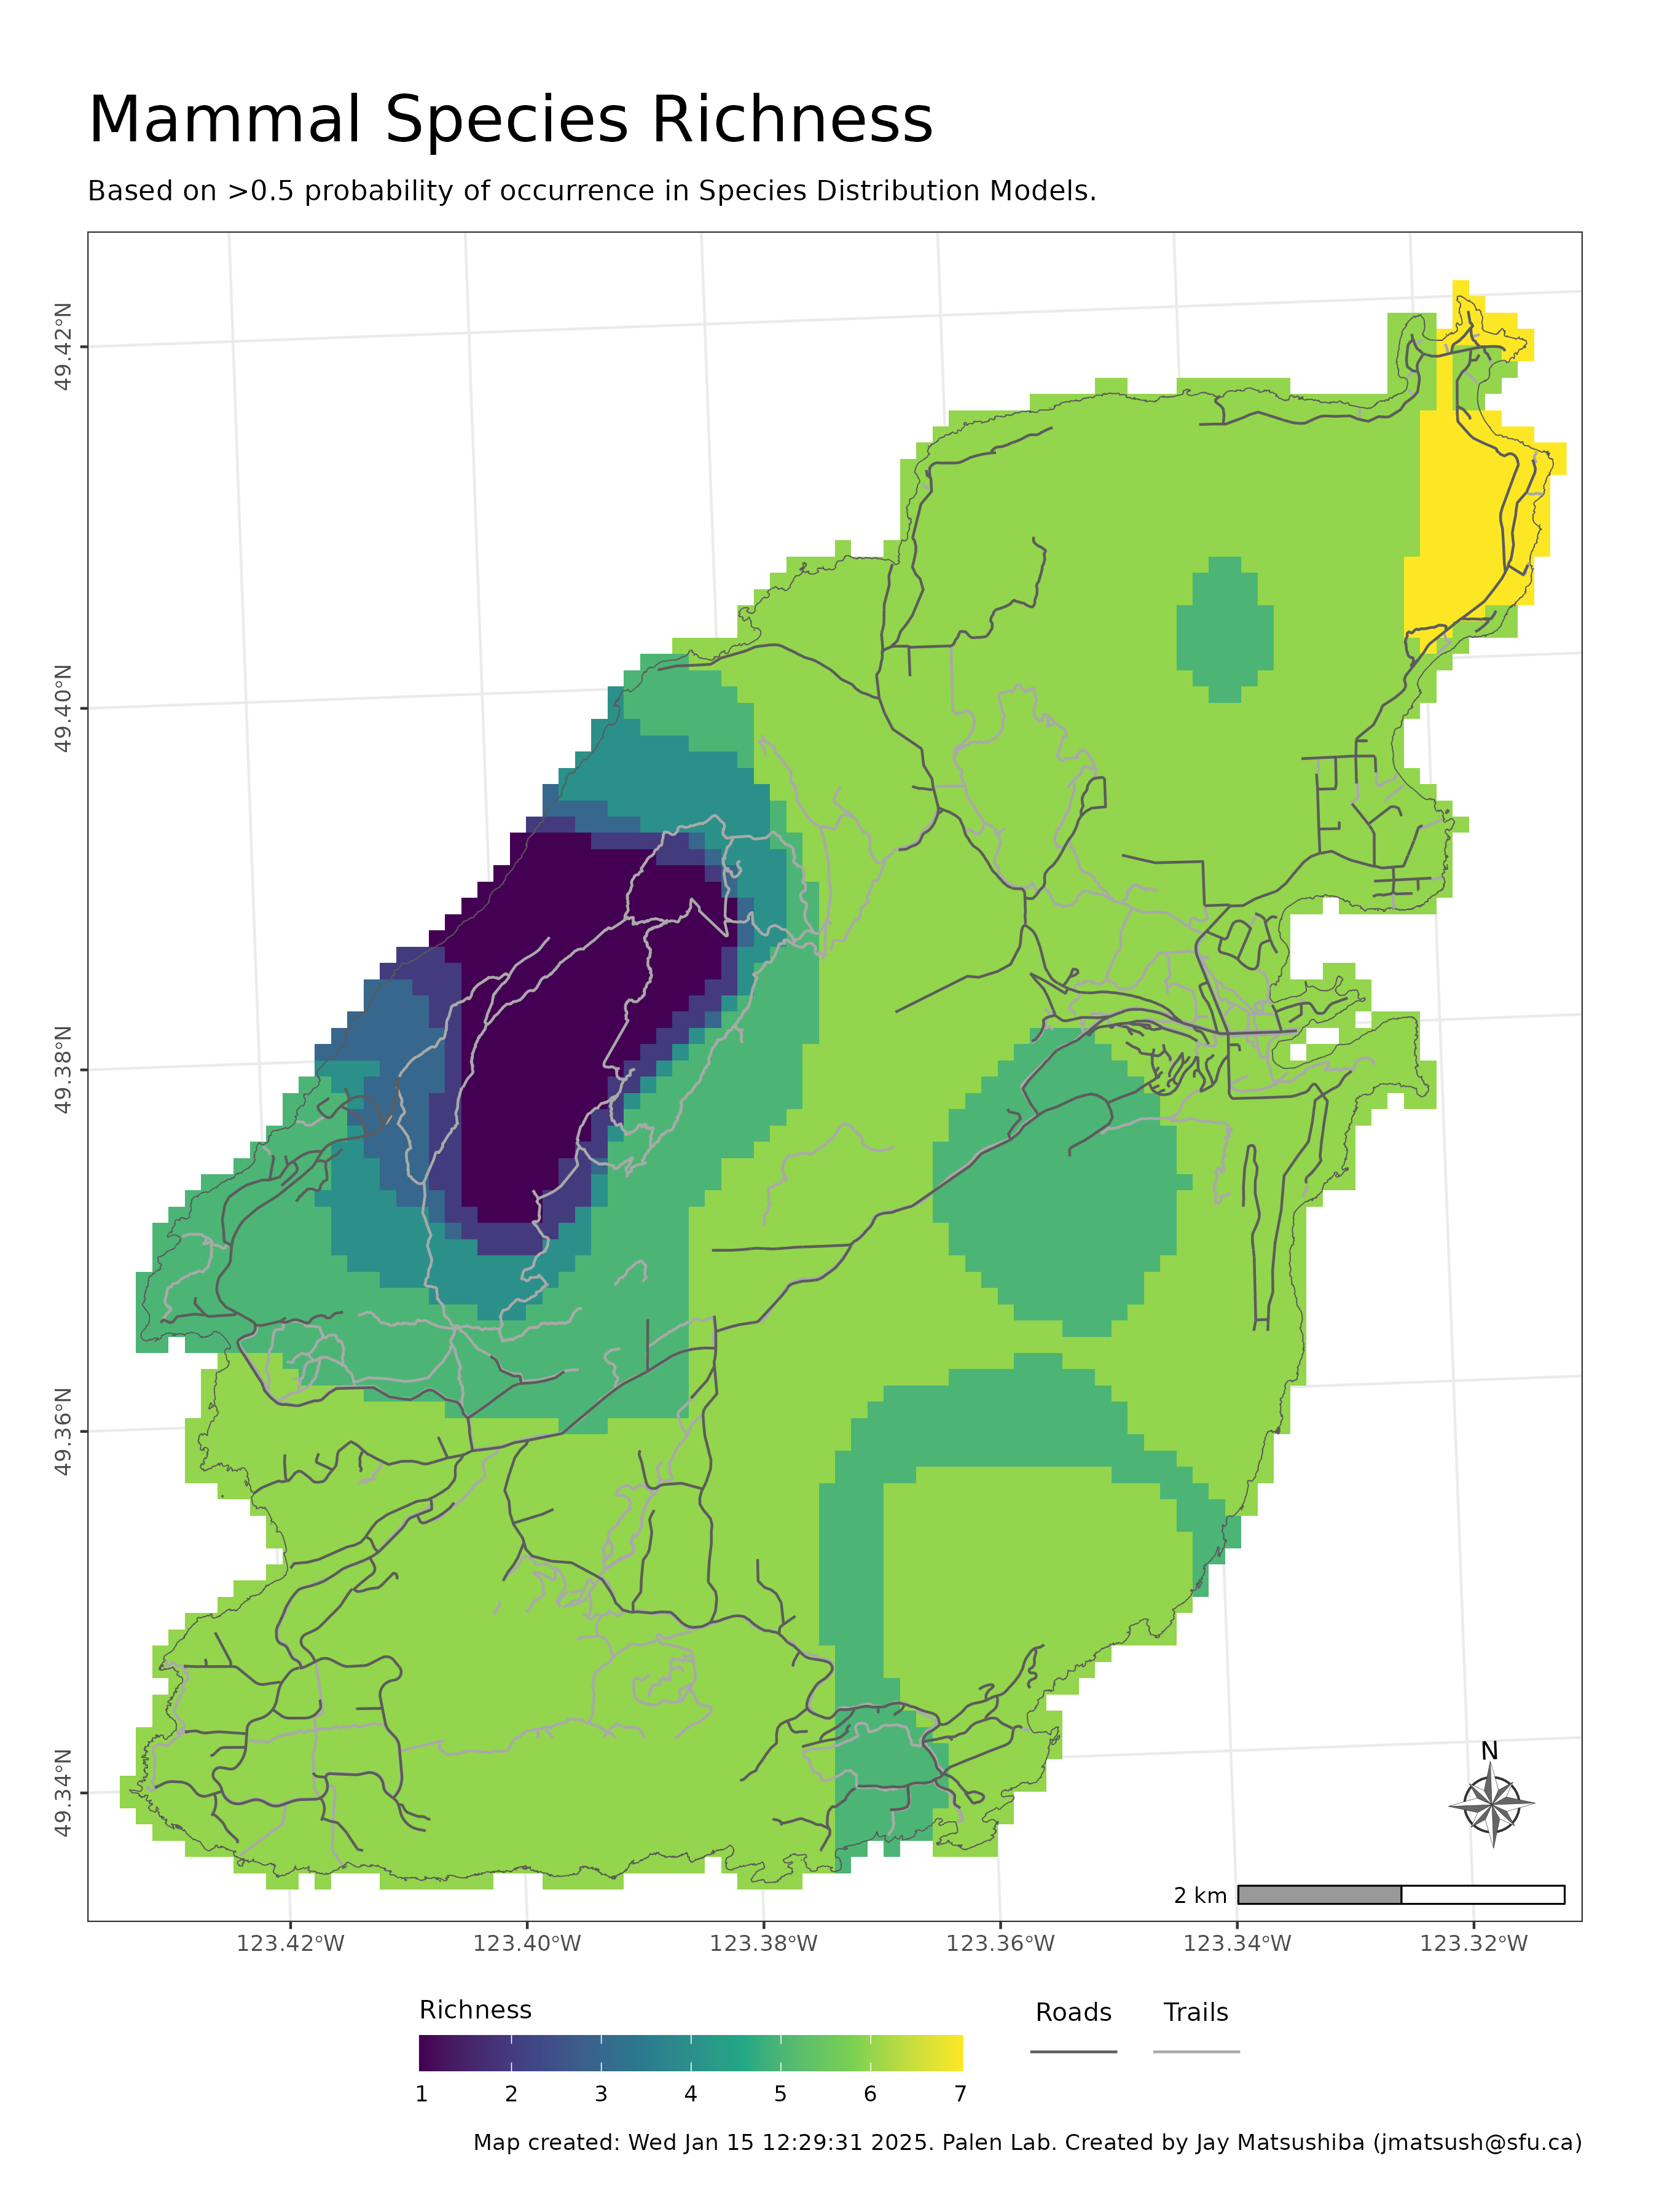 Mammal Species Richness
Based on >0.5 probability of occurrence in Species Distribution Models.
49.42°N
49.40°N
49.38°N
49.36°N
49.34°N
N
2 km
123.42°W 123.40°W 123.38°W 123.36°W 123.34°W 123.32°W
Richness
1 2 3 4 5 6 7
Roads Trails
Map created: Wed Jan 15 12:29:31 2025. Palen Lab. Created by Jay Matsushiba (jmatsush@sfu.ca)